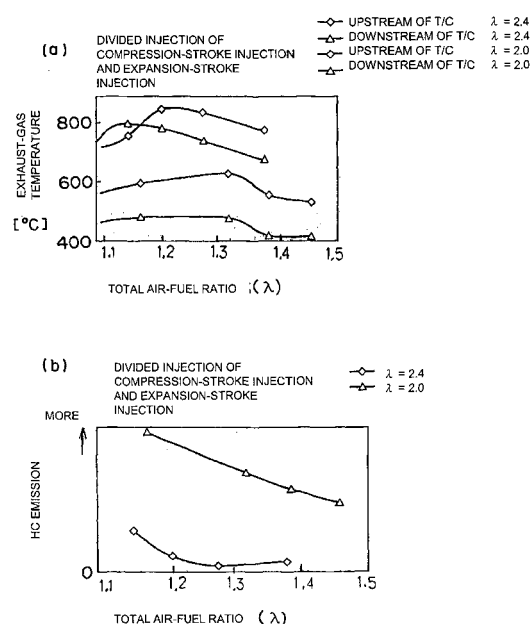 (a)
DIVIDED INJECTION OF
COMPRESSION-STROKE INJECTION
AND EXPANSION-STROKE
INJECTION
UPSTREAM OF T/C λ = 2.4
DOWNSTREAM OF T/C λ = 2.4
UPSTREAM OF T/C λ = 2.0
DOWNSTREAM OF T/C λ = 2.0
EXHAUST-GAS
TEMPERATURE
[°C]
800
600
400
1.1 1.2 1.3 1.4 1.5
TOTAL AIR-FUEL RATIO (λ)
(b)
DIVIDED INJECTION OF
COMPRESSION-STROKE INJECTION
AND EXPANSION-STROKE
INJECTION
λ = 2.4
λ = 2.0
MORE
HC EMISSION
0
1.1 1.2 1.3 1.4 1.5
TOTAL AIR-FUEL RATIO (λ)